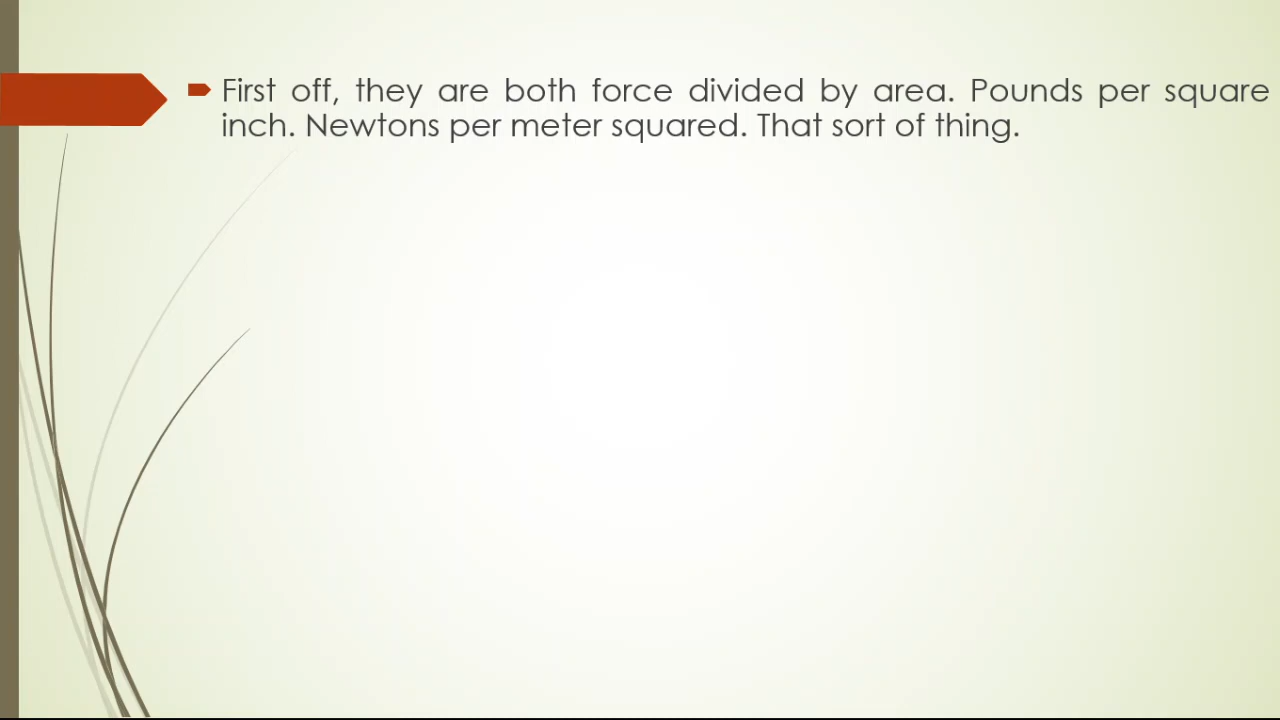 First off, they are both force divided by area. Pounds per square
inch. Newtons per meter squared. That sort of thing.